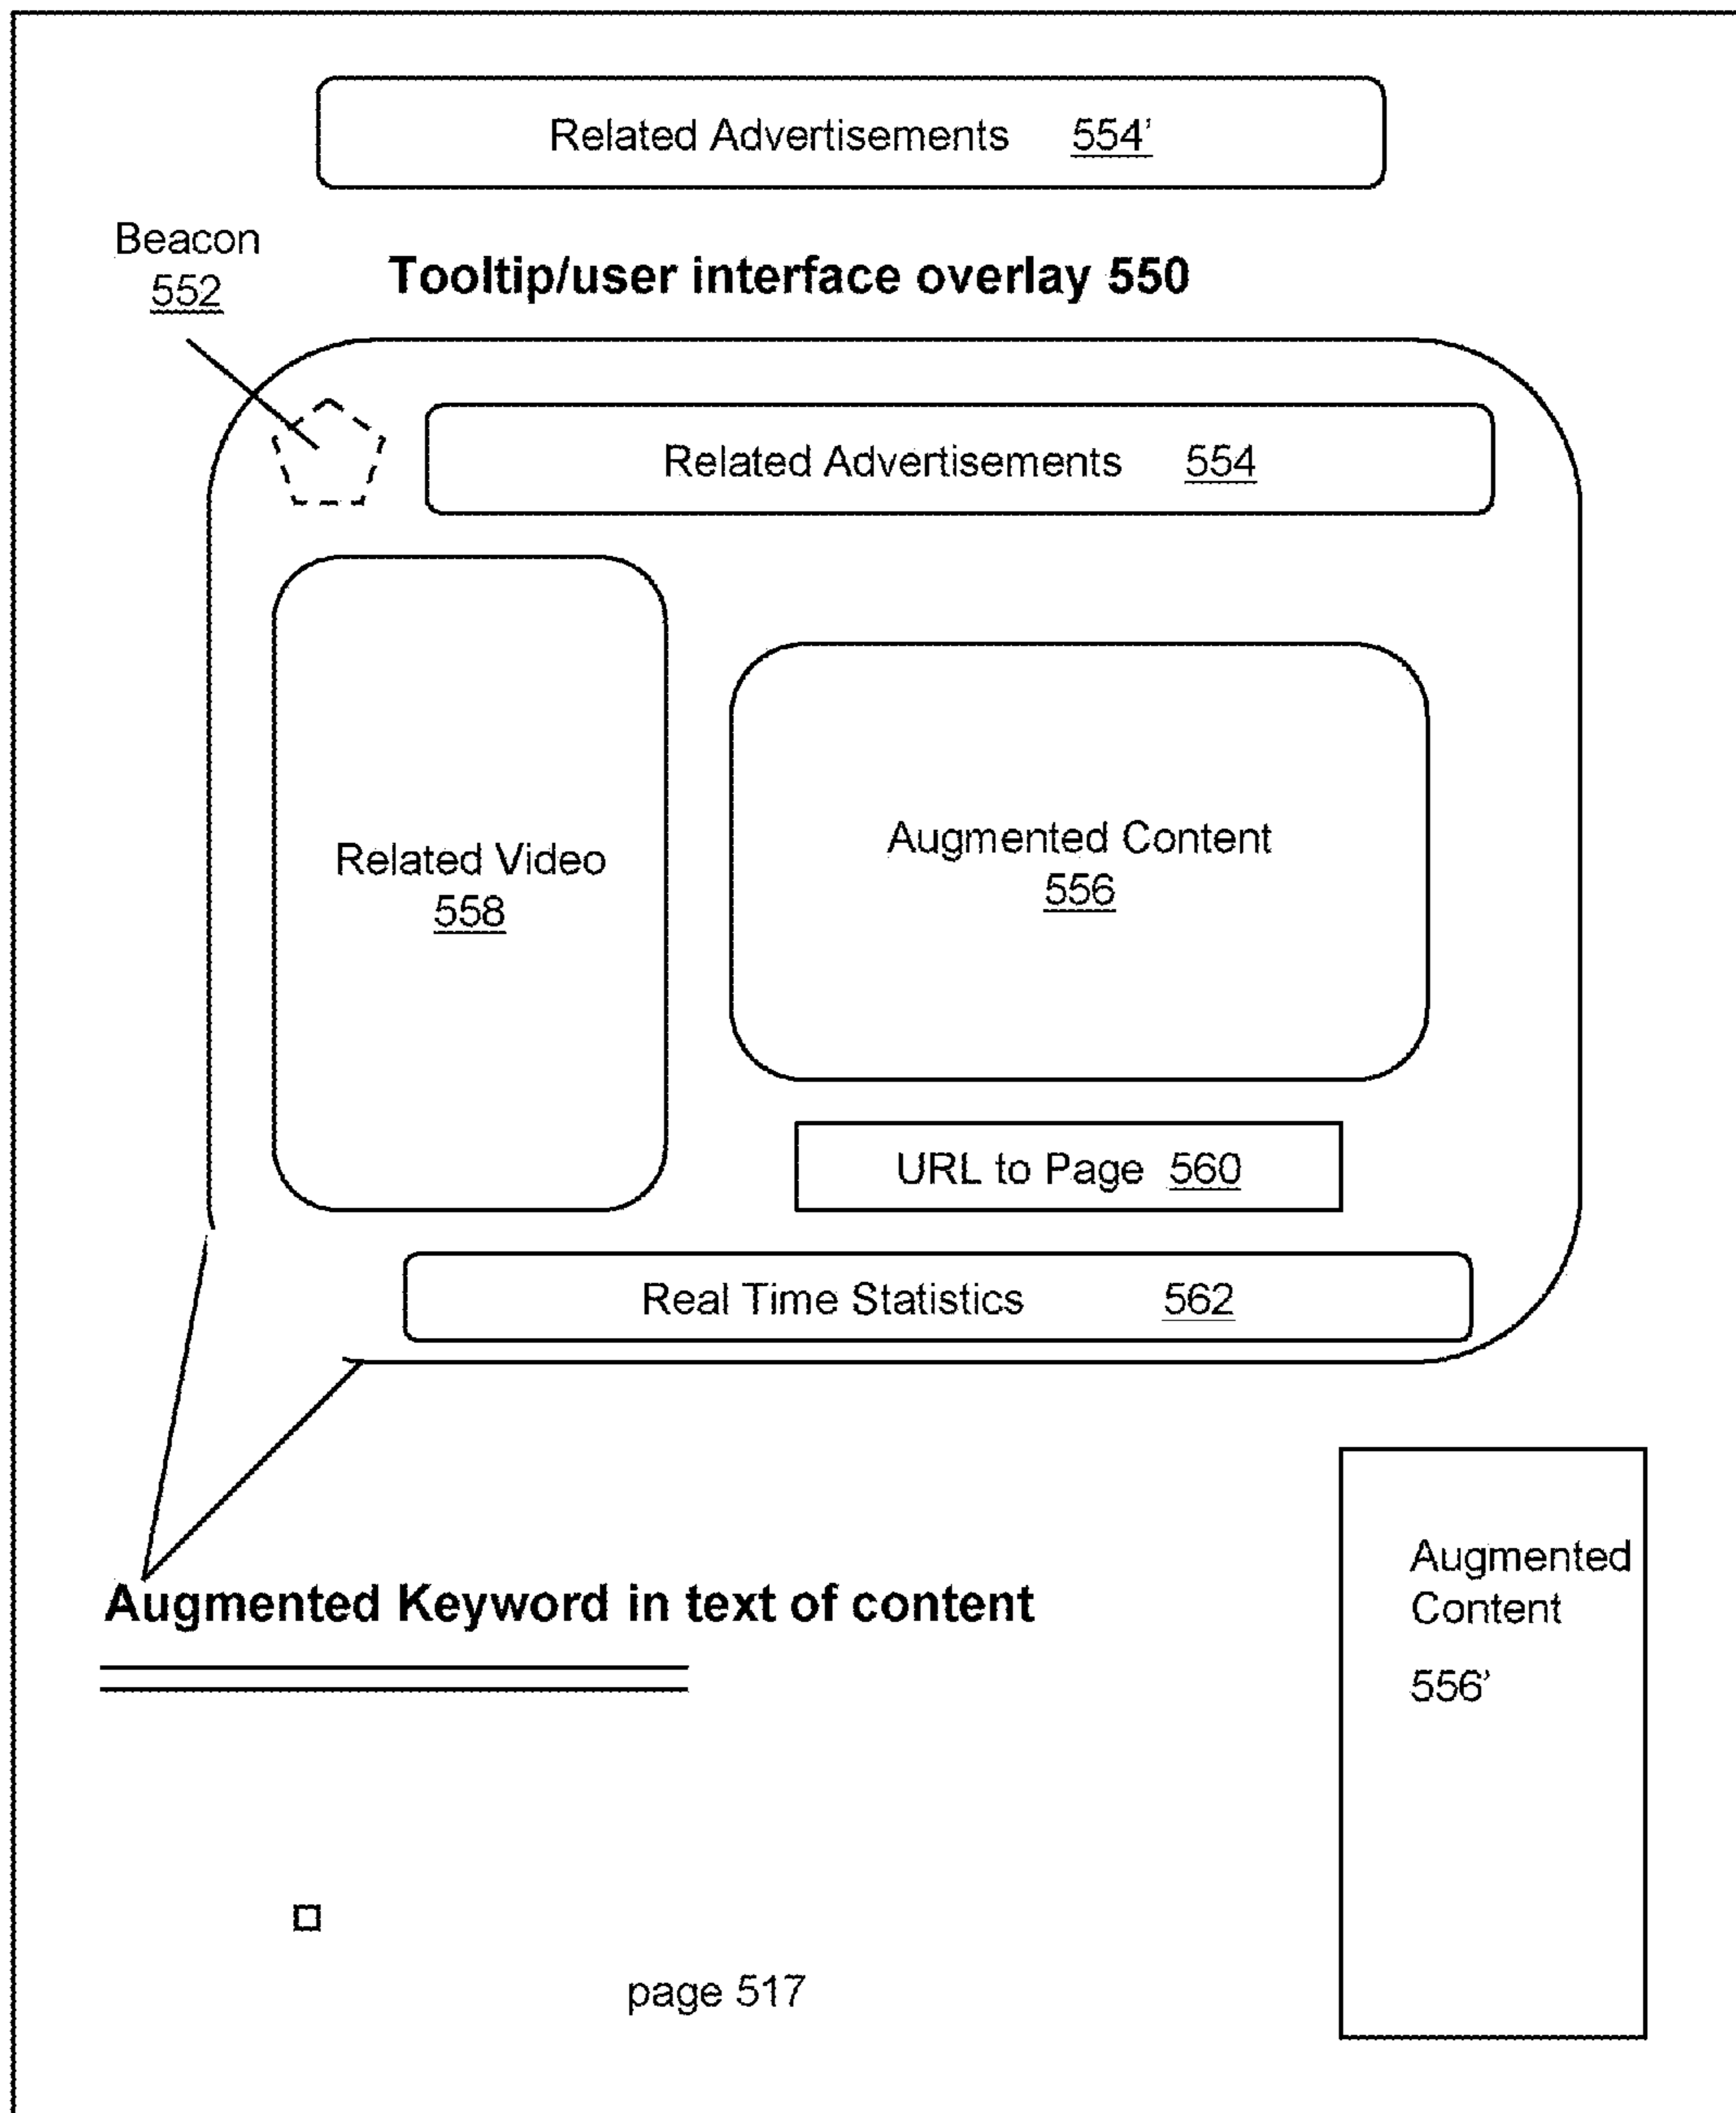 Related Advertisements 554'
Beacon
552
Tooltip/user interface overlay 550
Related Advertisements 554
Related Video
558
Augmented Content
556
URL to Page 560
Real Time Statistics 562
Augmented Keyword in text of content
Augmented
Content
556'
page 517